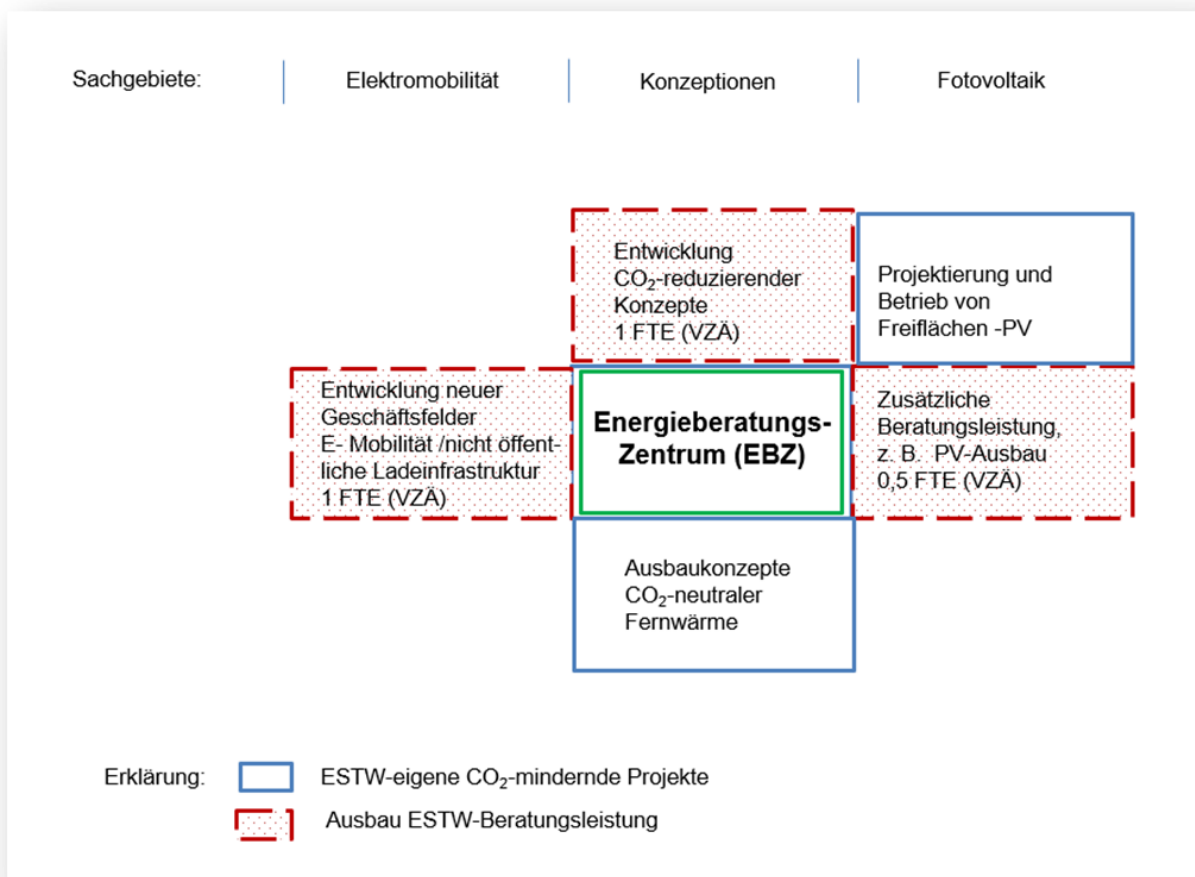 Sachgebiete:
Elektromobilität
Konzeptionen
Fotovoltaik
Entwicklung
CO₂-reduzierender
Konzepte
1 FTE (VZÄ)
Projektierung und
Betrieb von
Freiflächen -PV
Entwicklung neuer
Geschäftsfelder
E- Mobilität /nicht öffent-
liche Ladeinfrastruktur
1 FTE (VZÄ)
Energieberatungs-
Zentrum (EBZ)
Zusätzliche
Beratungsleistung,
z. B. PV-Ausbau
0,5 FTE (VZÄ)
Ausbaukonzepte
CO₂-neutraler
Fernwärme
Erklärung:
ESTW-eigene CO₂-mindernde Projekte
Ausbau ESTW-Beratungsleistung